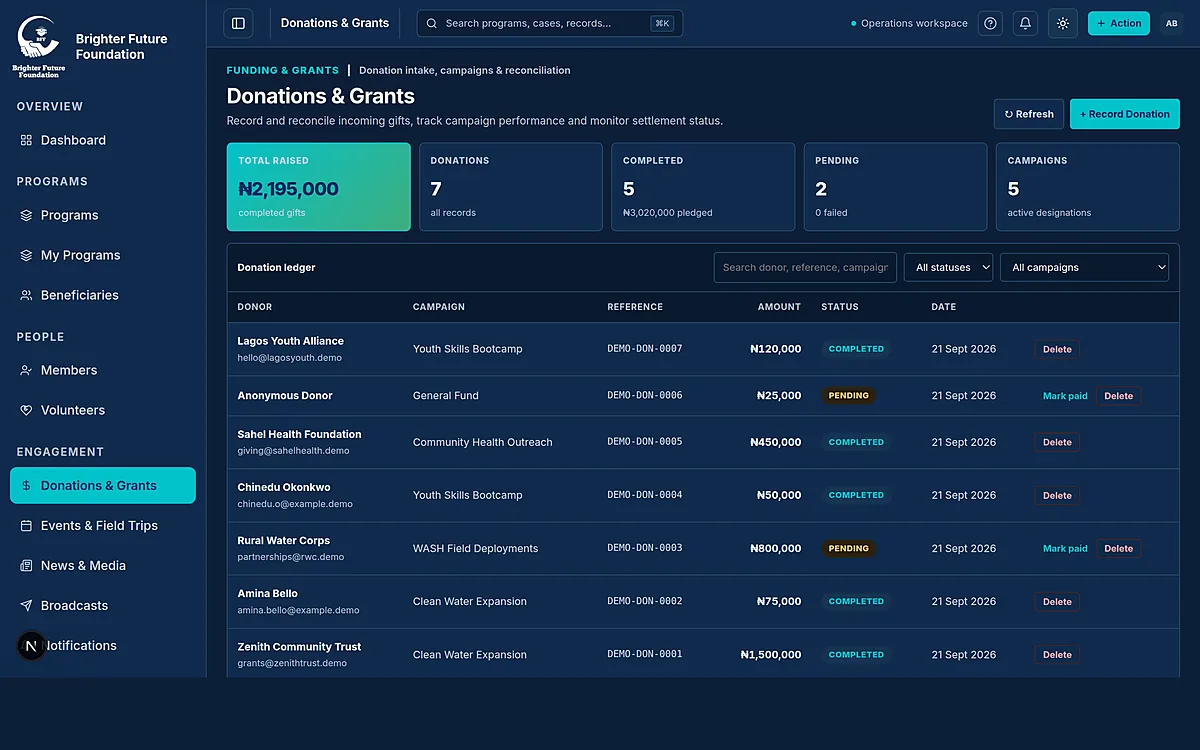 BFF
Brighter Future
Foundation
Brighter Future
Foundation
OVERVIEW
Dashboard
PROGRAMS
Programs
My Programs
Beneficiaries
PEOPLE
Members
Volunteers
ENGAGEMENT
$ Donations & Grants
Events & Field Trips
News & Media
Broadcasts
N
Notifications
Donations & Grants
Search programs, cases, records...
⌘K
Operations workspace
?
+ Action
AB
FUNDING & GRANTS | Donation intake, campaigns & reconciliation
Donations & Grants
Record and reconcile incoming gifts, track campaign performance and monitor settlement status.
↻ Refresh
+ Record Donation
TOTAL RAISED
₦2,195,000
completed gifts
DONATIONS
7
all records
COMPLETED
5
₦3,020,000 pledged
PENDING
2
0 failed
CAMPAIGNS
5
active designations
Donation ledger
Search donor, reference, campaign
All statuses
All campaigns
DONOR CAMPAIGN REFERENCE AMOUNT STATUS DATE
Lagos Youth Alliance
hello@lagosyouth.demo
Youth Skills Bootcamp DEMO-DON-0007 ₦120,000 COMPLETED 21 Sept 2026 Delete
Anonymous Donor General Fund DEMO-DON-0006 ₦25,000 PENDING 21 Sept 2026 Mark paid Delete
Sahel Health Foundation
giving@sahelhealth.demo
Community Health Outreach DEMO-DON-0005 ₦450,000 COMPLETED 21 Sept 2026 Delete
Chinedu Okonkwo
chinedu.o@example.demo
Youth Skills Bootcamp DEMO-DON-0004 ₦50,000 COMPLETED 21 Sept 2026 Delete
Rural Water Corps
partnerships@rwc.demo
WASH Field Deployments DEMO-DON-0003 ₦800,000 PENDING 21 Sept 2026 Mark paid Delete
Amina Bello
amina.bello@example.demo
Clean Water Expansion DEMO-DON-0002 ₦75,000 COMPLETED 21 Sept 2026 Delete
Zenith Community Trust
grants@zenithtrust.demo
Clean Water Expansion DEMO-DON-0001 ₦1,500,000 COMPLETED 21 Sept 2026 Delete